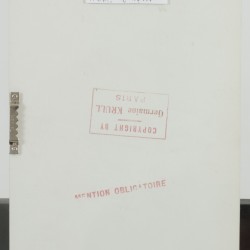 COPYRIGHT BY
Germaine KRULL
PARIS
MENTION OBLIGATOIRE